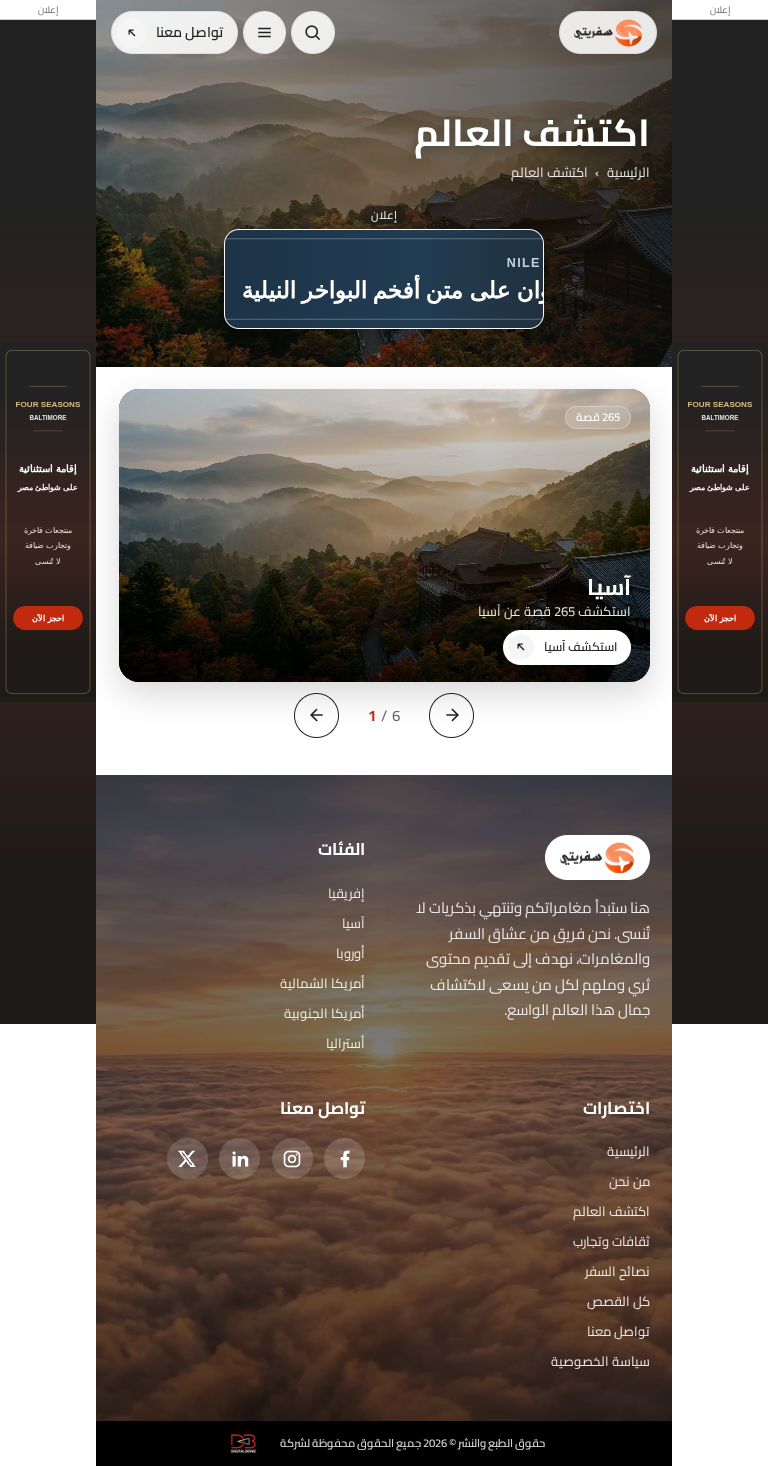 إعلان
إعلان
سفريتي
تواصل معنا
اكتشف العالم
الرئيسية › اكتشف العالم
إعلان
NILE
وان على متن أفخم البواخر النيلية
FOUR SEASONS
BALTIMORE
إقامة استثنائية
على شواطئ مصر
منتجعات فاخرة
وتجارب ضيافة
لا تُنسى
احجز الآن
FOUR SEASONS
BALTIMORE
إقامة استثنائية
على شواطئ مصر
منتجعات فاخرة
وتجارب ضيافة
لا تُنسى
احجز الآن
265 قصة
آسيا
استكشف 265 قصة عن آسيا
استكشف آسيا
1 / 6
سفريتي
هنا ستبدأ مغامراتكم وتنتهي بذكريات لا
تُنسى. نحن فريق من عشاق السفر
والمغامرات، نهدف إلى تقديم محتوى
ثري وملهم لكل من يسعى لاكتشاف
جمال هذا العالم الواسع.
الفئات
إفريقيا
آسيا
أوروبا
أمريكا الشمالية
أمريكا الجنوبية
أستراليا
اختصارات
الرئيسية
من نحن
اكتشف العالم
ثقافات وتجارب
نصائح السفر
كل القصص
تواصل معنا
سياسة الخصوصية
تواصل معنا
حقوق الطبع والنشر © 2026 جميع الحقوق محفوظة لشركة